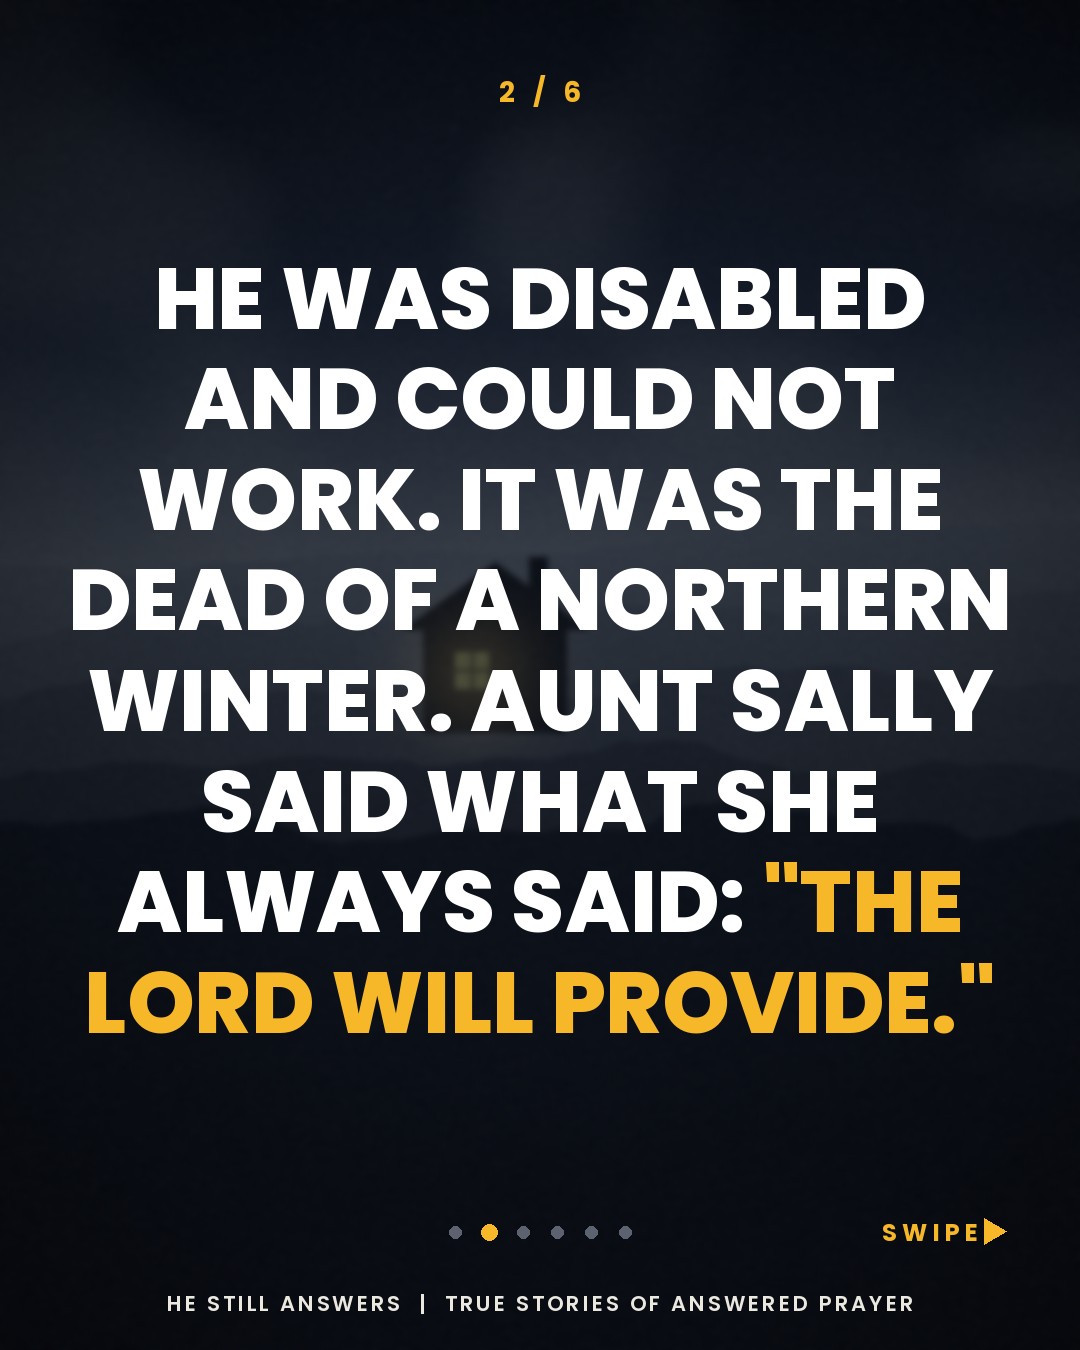 2 / 6
HE WAS DISABLED
AND COULD NOT
WORK. IT WAS THE
DEAD OF A NORTHERN
WINTER. AUNT SALLY
SAID WHAT SHE
ALWAYS SAID: "THE
LORD WILL PROVIDE."
SWIPE
HE STILL ANSWERS | TRUE STORIES OF ANSWERED PRAYER